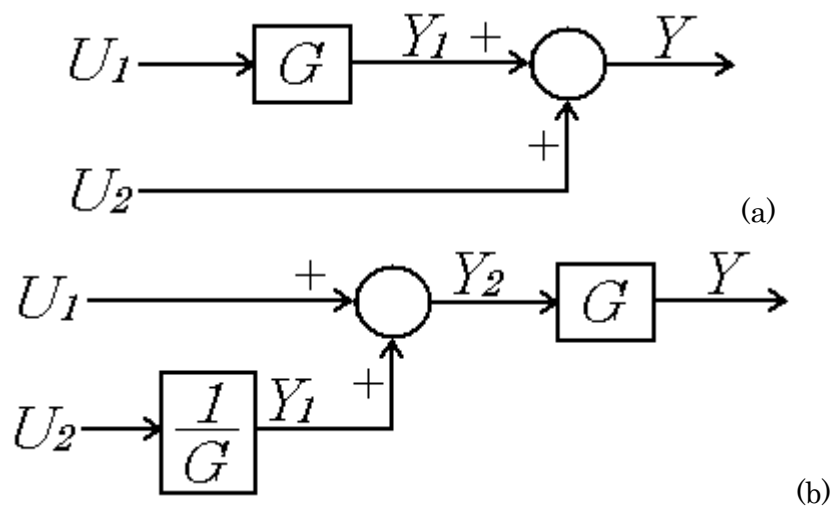 U1 G Y1 + Y
+
U2
(a)
U1 + Y2 G Y
+
U2 1/G Y1
(b)